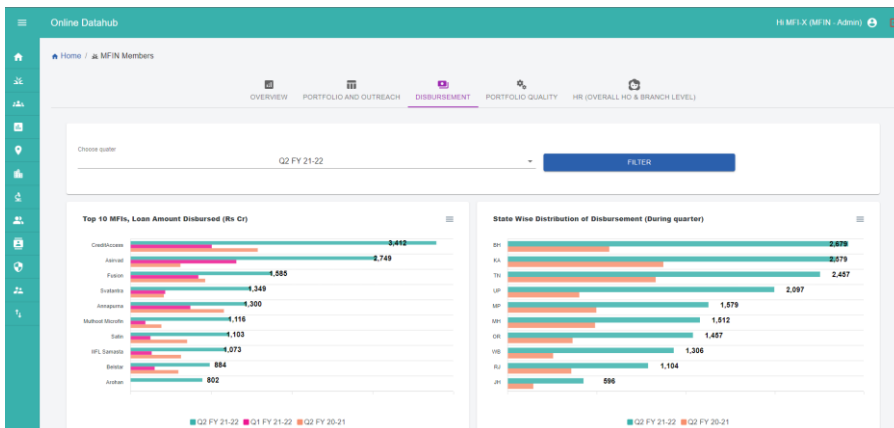 Online Datahub
Hi MFI-X (MFIN - Admin)
Home / MFIN Members
OVERVIEW PORTFOLIO AND OUTREACH DISBURSEMENT PORTFOLIO QUALITY HR (OVERALL HO & BRANCH LEVEL)
Choose quater
Q2 FY 21-22
FILTER
Top 10 MFIs, Loan Amount Disbursed (Rs Cr)
CreditAccess 3,412
Asirvad 2,749
Fusion 1,585
Svatantra 1,349
Annapurna 1,300
Muthoot Microfin 1,116
Satin 1,103
IIFL Samasta 1,073
Belstar 884
Arohan 802
Q2 FY 21-22 Q1 FY 21-22 Q2 FY 20-21
State Wise Distribution of Disbursement (During quarter)
BH 2,679
KA 2,579
TN 2,457
UP 2,097
MP 1,579
MH 1,512
OR 1,457
WB 1,306
RJ 1,104
JH 596
Q2 FY 21-22 Q2 FY 20-21